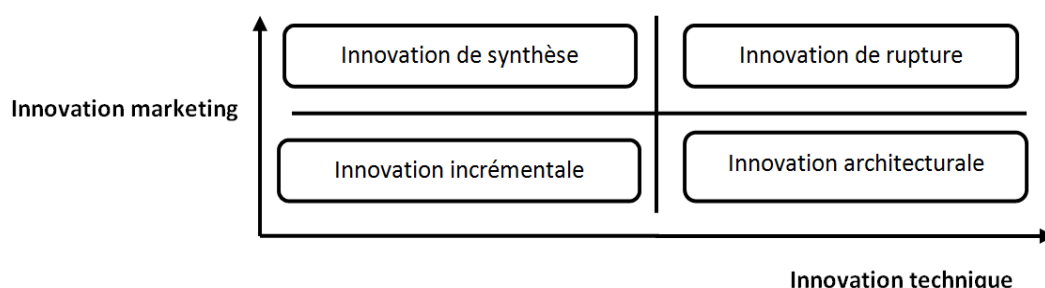 Innovation de synthèse
Innovation de rupture
Innovation marketing
Innovation incrémentale
Innovation architecturale
Innovation technique